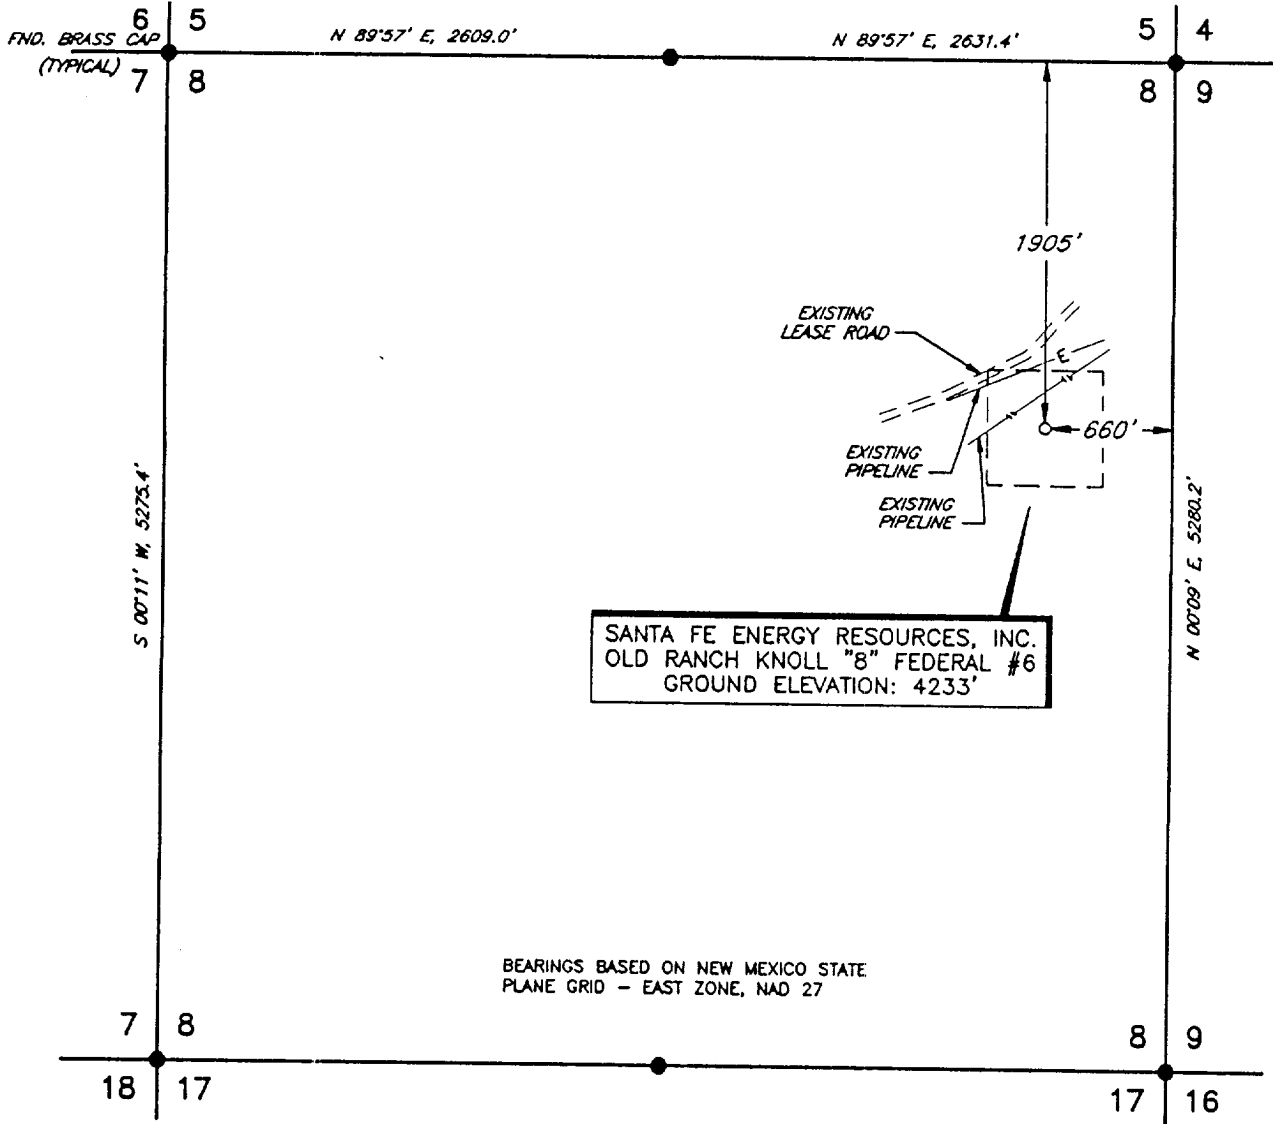 6 5
N 89°57' E, 2609.0'
N 89°57' E, 2631.4'
5 4
FND. BRASS CAP
(TYPICAL)
7 8
8 9
1905'
EXISTING
LEASE ROAD
E
660'
EXISTING
PIPELINE
EXISTING
PIPELINE
S 00°11' W, 5275.4'
N 00°09' E, 5280.2'
SANTA FE ENERGY RESOURCES, INC.
OLD RANCH KNOLL "8" FEDERAL #6
GROUND ELEVATION: 4233'
BEARINGS BASED ON NEW MEXICO STATE
PLANE GRID – EAST ZONE, NAD 27
7 8
8 9
18 17
17 16